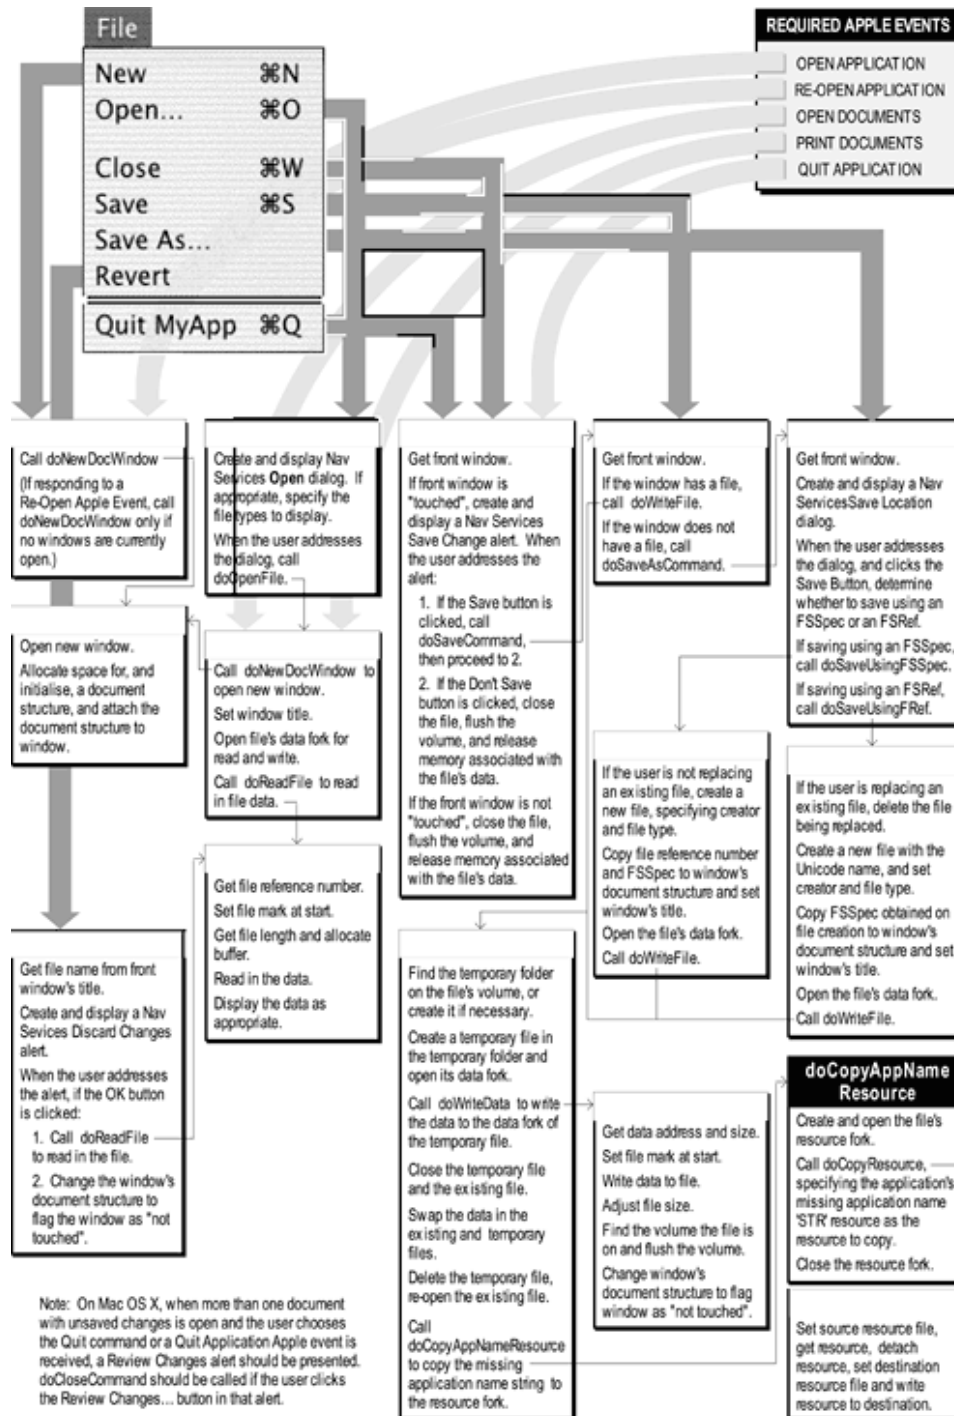 File
New ⌘N
Open... ⌘O
Close ⌘W
Save ⌘S
Save As...
Revert
Quit MyApp ⌘Q
REQUIRED APPLE EVENTS
OPEN APPLICATION
RE-OPEN APPLICATION
OPEN DOCUMENTS
PRINT DOCUMENTS
QUIT APPLICATION
Call doNewDocWindow
(If responding to a
Re-Open Apple Event, call
doNewDocWindow only if
no windows are currently
open.)
Open new window.
Allocate space for, and
initialise, a document
structure, and attach the
document structure to
window.
Get file name from front
window's title.
Create and display a Nav
Sevices Discard Changes
alert.
When the user addresses
the alert, if the OK button
is clicked:
1. Call doReadFile
to read in the file.
2. Change the window's
document structure to
flag the window as "not
touched".
Create and display Nav
Services Open dialog. If
appropriate, specify the
file types to display.
When the user addresses
the dialog, call
doOpenFile.
Call doNewDocWindow to
open new window.
Set window title.
Open file's data fork for
read and write.
Call doReadFile to read
in file data.
Get file reference number.
Set file mark at start.
Get file length and allocate
buffer.
Read in the data.
Display the data as
appropriate.
Get front window.
If front window is
"touched", create and
display a Nav Services
Save Change alert. When
the user addresses the
alert:
1. If the Save button is
clicked, call
doSaveCommand,
then proceed to 2.
2. If the Don't Save
button is clicked, close
the file, flush the
volume, and release
memory associated with
the file's data.
If the front window is not
"touched", close the file,
flush the volume, and
release memory associated
with the file's data.
Find the temporary folder
on the file's volume, or
create it if necessary.
Create a temporary file in
the temporary folder and
open its data fork.
Call doWriteData to write
the data to the data fork of
the temporary file.
Close the temporary file
and the existing file.
Swap the data in the
existing and temporary
files.
Delete the temporary file,
re-open the existing file.
Call
doCopyAppNameResource
to copy the missing
application name string to
the resource fork.
Get front window.
If the window has a file,
call doWriteFile.
If the window does not
have a file, call
doSaveAsCommand.
If the user is not replacing
an existing file, create a
new file, specifying creator
and file type.
Copy file reference number
and FSSpec to window's
document structure and set
window's title.
Open the file's data fork.
Call doWriteFile.
Get data address and size.
Set file mark at start.
Write data to file.
Adjust file size.
Find the volume the file is
on and flush the volume.
Change window's
document structure to flag
window as "not touched".
Get front window.
Create and display a Nav
ServicesSave Location
dialog.
When the user addresses
the dialog, and clicks the
Save Button, determine
whether to save using an
FSSpec or an FSRef.
If saving using an FSSpec,
call doSaveUsingFSSpec.
If saving using an FSRef,
call doSaveUsingFRef.
If the user is replacing an
existing file, delete the file
being replaced.
Create a new file with the
Unicode name, and set
creator and file type.
Copy FSSpec obtained on
file creation to window's
document structure and set
window's title.
Open the file's data fork.
Call doWriteFile.
doCopyAppName
Resource
Create and open the file's
resource fork.
Call doCopyResource,
specifying the application's
missing application name
'STR' resource as the
resource to copy.
Close the resource fork.
Set source resource file,
get resource, detach
resource, set destination
resource file and write
resource to destination.
Note: On Mac OS X, when more than one document
with unsaved changes is open and the user chooses
the Quit command or a Quit Application Apple event is
received, a Review Changes alert should be presented.
doCloseCommand should be called if the user clicks
the Review Changes... button in that alert.